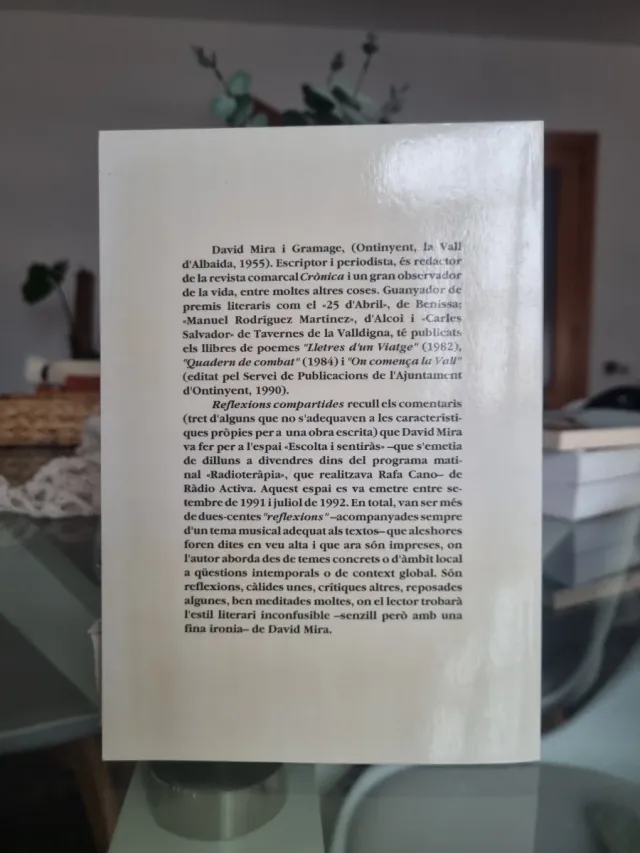 David Mira i Gramage, (Ontinyent, la Vall
d'Albaida, 1955). Escriptor i periodista, és redactor
de la revista comarcal Crònica i un gran observador
de la vida, entre moltes altres coses. Guanyador de
premis literaris com el «25 d'Abril», de Benissa;
«Manuel Rodríguez Martínez», d'Alcoi i «Carles
Salvador» de Tavernes de la Valldigna, té publicats
els llibres de poemes "Lletres d'un Viatge" (1982),
"Quadern de combat" (1984) i "On comença la Vall"
(editat pel Servei de Publicacions de l'Ajuntament
d'Ontinyent, 1990).
Reflexions compartides recull els comentaris
(tret d'alguns que no s'adequaven a les característi-
ques pròpies per a una obra escrita) que David Mira
va fer per a l'espai «Escolta i sentiràs» –que s'emetia
de dilluns a divendres dins del programa mati-
nal «Radioteràpia», que realitzava Rafa Cano– de
Ràdio Activa. Aquest espai es va emetre entre se-
tembre de 1991 i juliol de 1992. En total, van ser més
de dues-centes "reflexions" –acompanyades sempre
d'un tema musical adequat als textos– que aleshores
foren dites en veu alta i que ara són impreses, on
l'autor aborda des de temes concrets o d'àmbit local
a qüestions intemporals o de context global. Són
reflexions, càlides unes, crítiques altres, reposades
algunes, ben meditades moltes, on el lector trobarà
l'estil literari inconfusible –senzill però amb una
fina ironia– de David Mira.